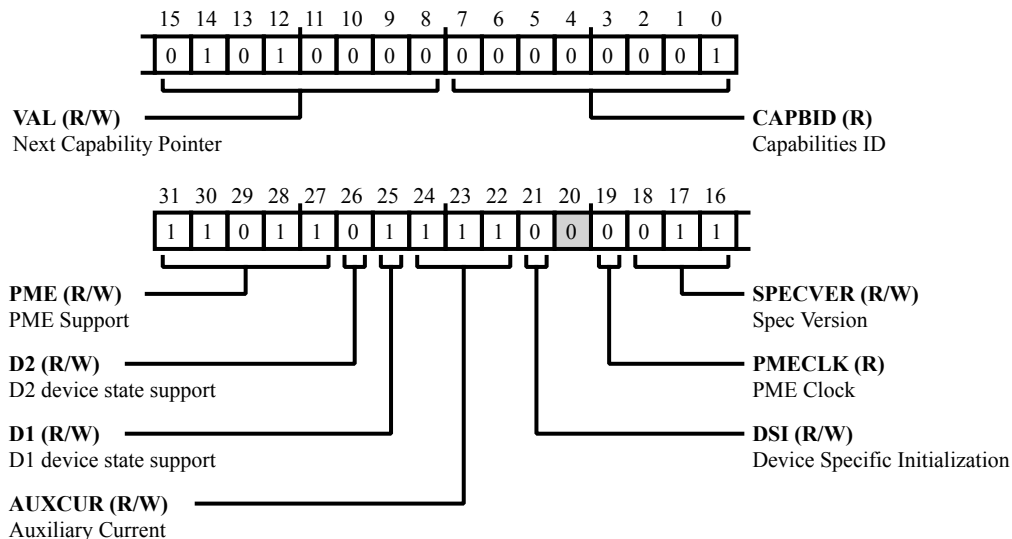 15 14 13 12 11 10 9 8 7 6 5 4 3 2 1 0
0 1 0 1 0 0 0 0 0 0 0 0 0 0 0 1
VAL (R/W)
Next Capability Pointer
CAPBID (R)
Capabilities ID
31 30 29 28 27 26 25 24 23 22 21 20 19 18 17 16
1 1 0 1 1 0 1 1 1 1 0 0 0 0 1 1
PME (R/W)
PME Support
SPECVER (R/W)
Spec Version
D2 (R/W)
D2 device state support
PMECLK (R)
PME Clock
D1 (R/W)
D1 device state support
DSI (R/W)
Device Specific Initialization
AUXCUR (R/W)
Auxiliary Current